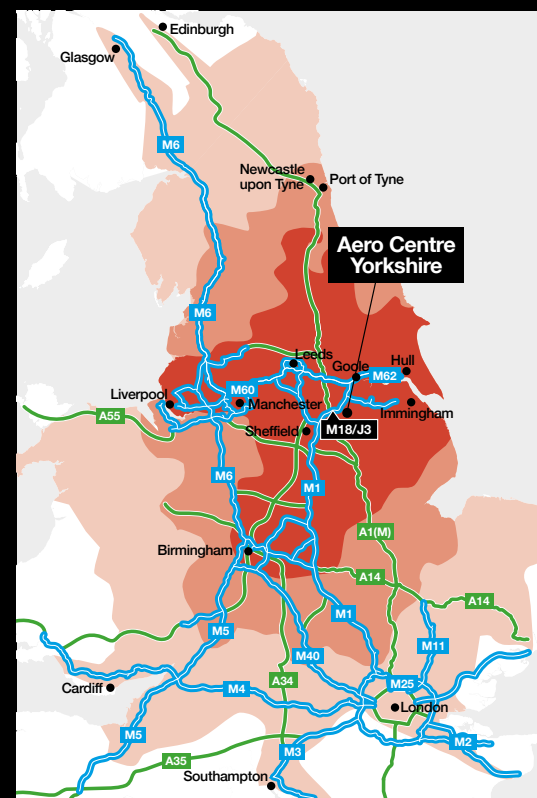 Edinburgh
Glasgow
M6
Newcastle
upon Tyne
Port of Tyne
Aero Centre
Yorkshire
M6
Leeds
Goole
Hull
M62
Liverpool
M60
Manchester
Immingham
A55
M18/J3
Sheffield
M6
M1
A1(M)
Birmingham
A14
A14
M1
M5
M11
M40
A34
M25
Cardiff
M4
London
M5
M2
M3
A35
Southampton